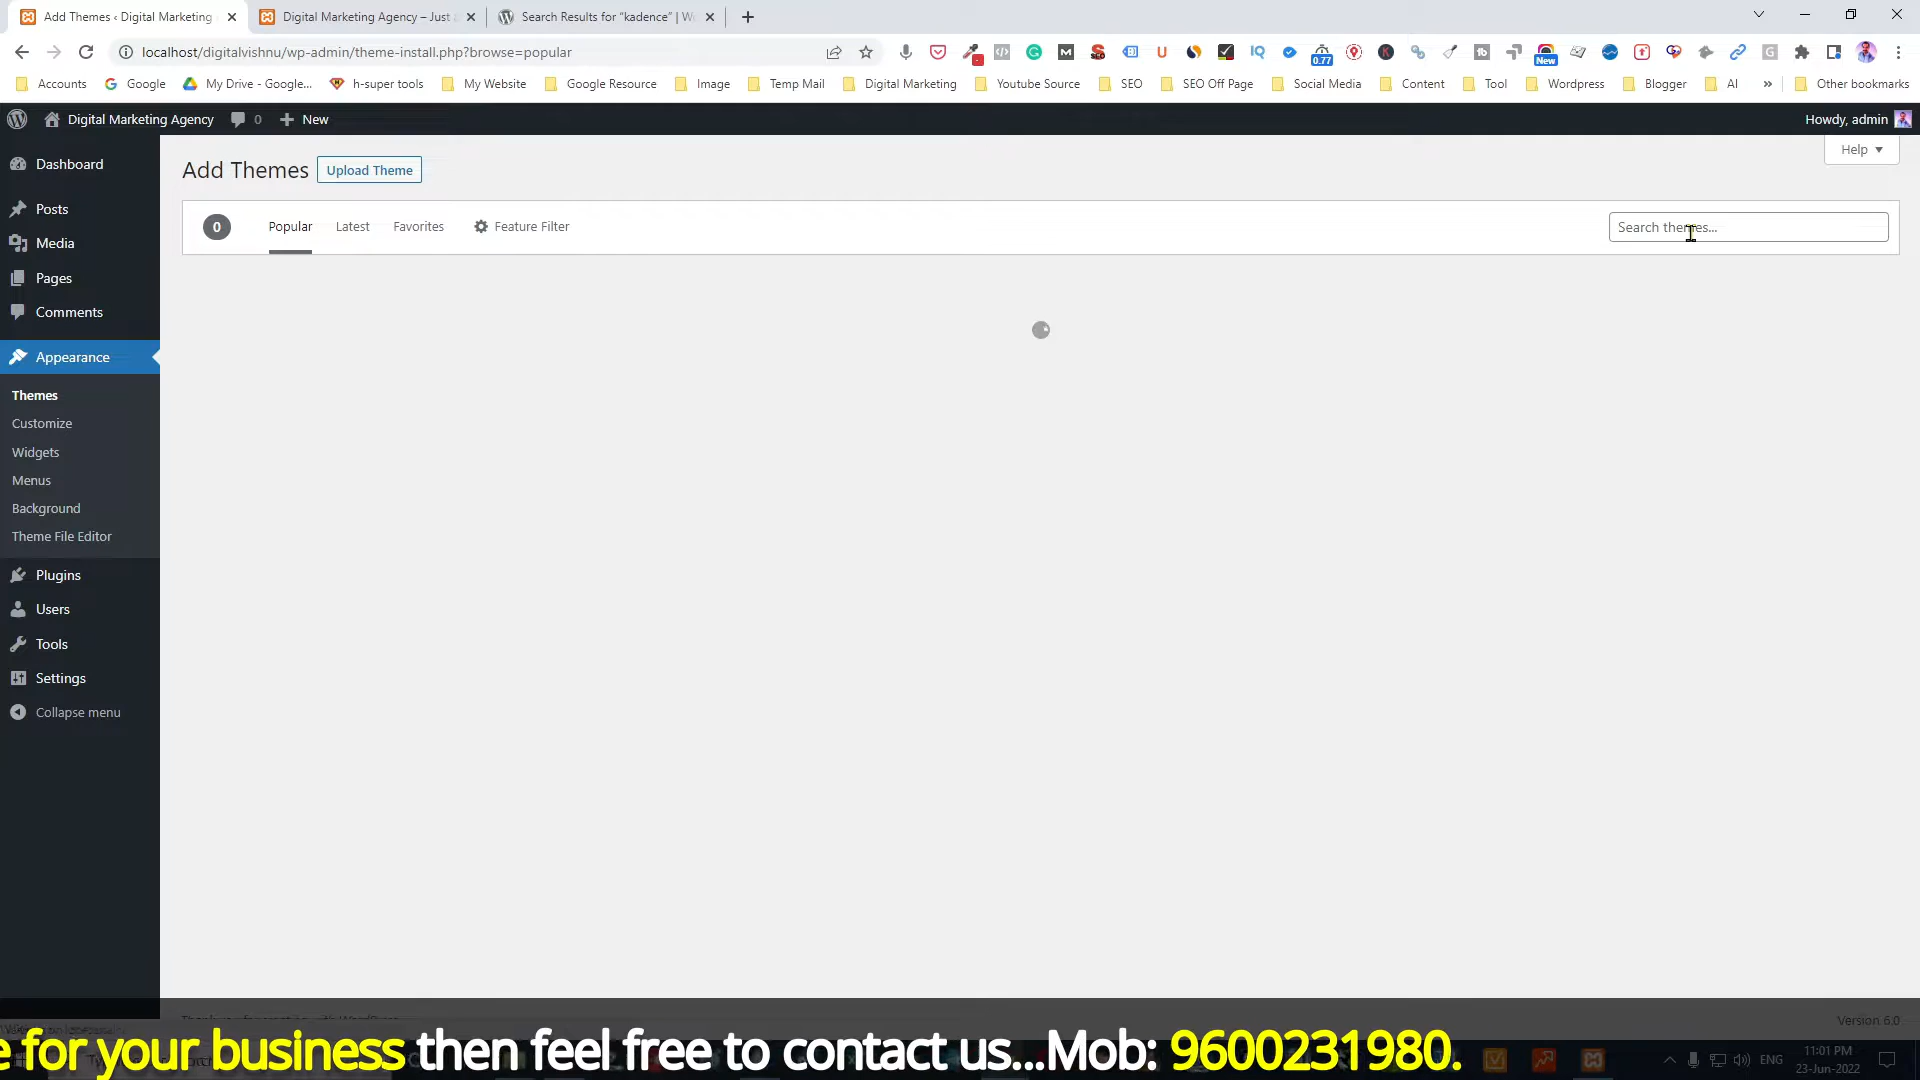 Add Themes ‹ Digital Marketing
Digital Marketing Agency – Just
Search Results for “kadence” | W
localhost/digitalvishnu/wp-admin/theme-install.php?browse=popular
0.77
New
Accounts
Google
My Drive - Google...
h-super tools
My Website
Google Resource
Image
Temp Mail
Digital Marketing
Youtube Source
SEO
SEO Off Page
Social Media
Content
Tool
Wordpress
Blogger
AI
»
Other bookmarks
Digital Marketing Agency
0
New
Howdy, admin
Dashboard
Posts
Media
Pages
Comments
Appearance
Themes
Customize
Widgets
Menus
Background
Theme File Editor
Plugins
Users
Tools
Settings
Collapse menu
Help
Add Themes
Upload Theme
0
Popular
Latest
Favorites
Feature Filter
Search themes...
Version 6.0
e for your business then feel free to contact us...Mob: 9600231980.
ENG
11:01 PM
23-Jun-2022